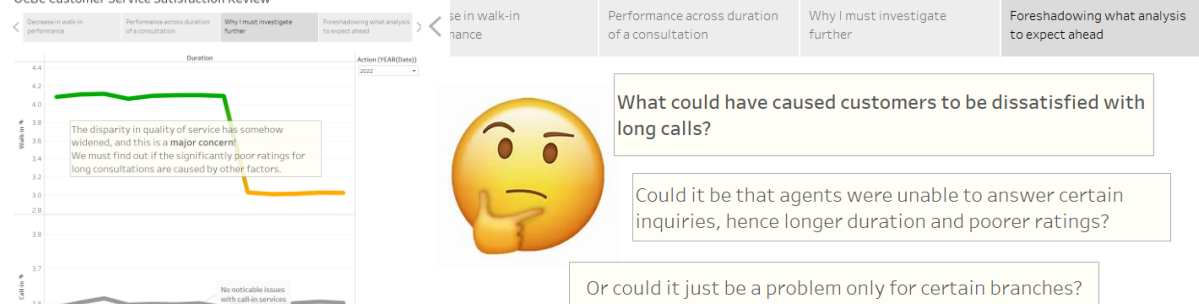 OCBC Customer Service Satisfaction Review
Decrease in walk-in
performance
Performance across duration
of a consultation
Why I must investigate
further
Foreshadowing what analysis
to expect ahead
Duration
Action (YEAR(Date))
2022
Walk-in %
4.4
4.2
4.0
3.8
3.6
3.4
3.2
3.0
2.8
The disparity in quality of service has somehow
widened, and this is a major concern!
We must find out if the significantly poor ratings for
long consultations are caused by other factors.
Call-in %
3.8
3.7
3.6
No noticable issues
with call-in services
se in walk-in
mance
Performance across duration
of a consultation
Why I must investigate
further
Foreshadowing what analysis
to expect ahead
What could have caused customers to be dissatisfied with
long calls?
Could it be that agents were unable to answer certain
inquiries, hence longer duration and poorer ratings?
Or could it just be a problem only for certain branches?